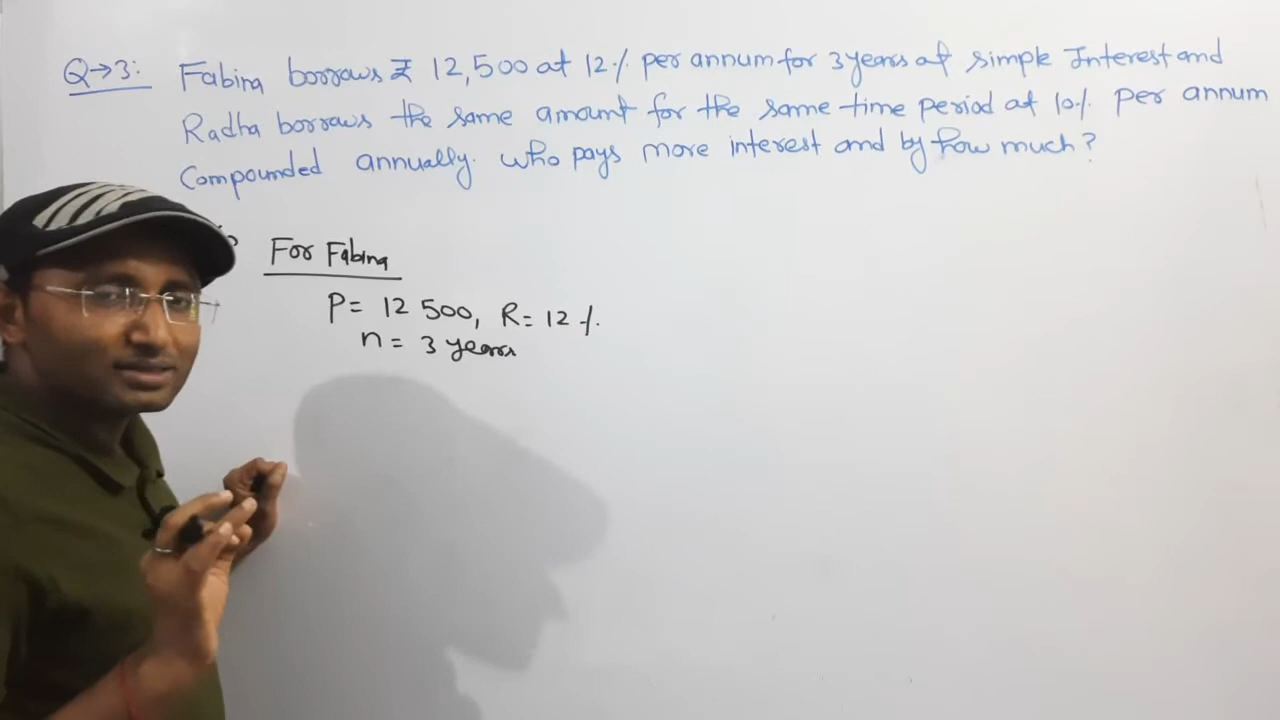 Q→3: Fabina borrows ₹ 12,500 at 12% per annum for 3 years at simple Interest and
Radha borrows the same amount for the same time period at 10% per annum
Compounded annually. Who pays more interest and by how much?
For Fabina
P = 12 500, R = 12 %.
n = 3 years